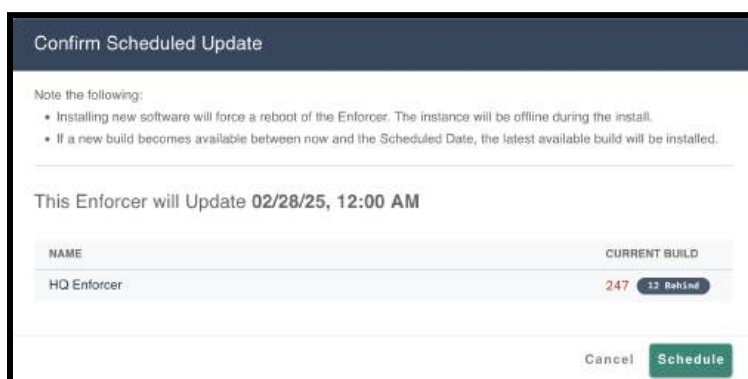 Confirm Scheduled Update
Note the following:
• Installing new software will force a reboot of the Enforcer. The instance will be offline during the install.
• If a new build becomes available between now and the Scheduled Date, the latest available build will be installed.
This Enforcer will Update 02/28/25, 12:00 AM
NAME CURRENT BUILD
HQ Enforcer 247 12 Behind
Cancel Schedule